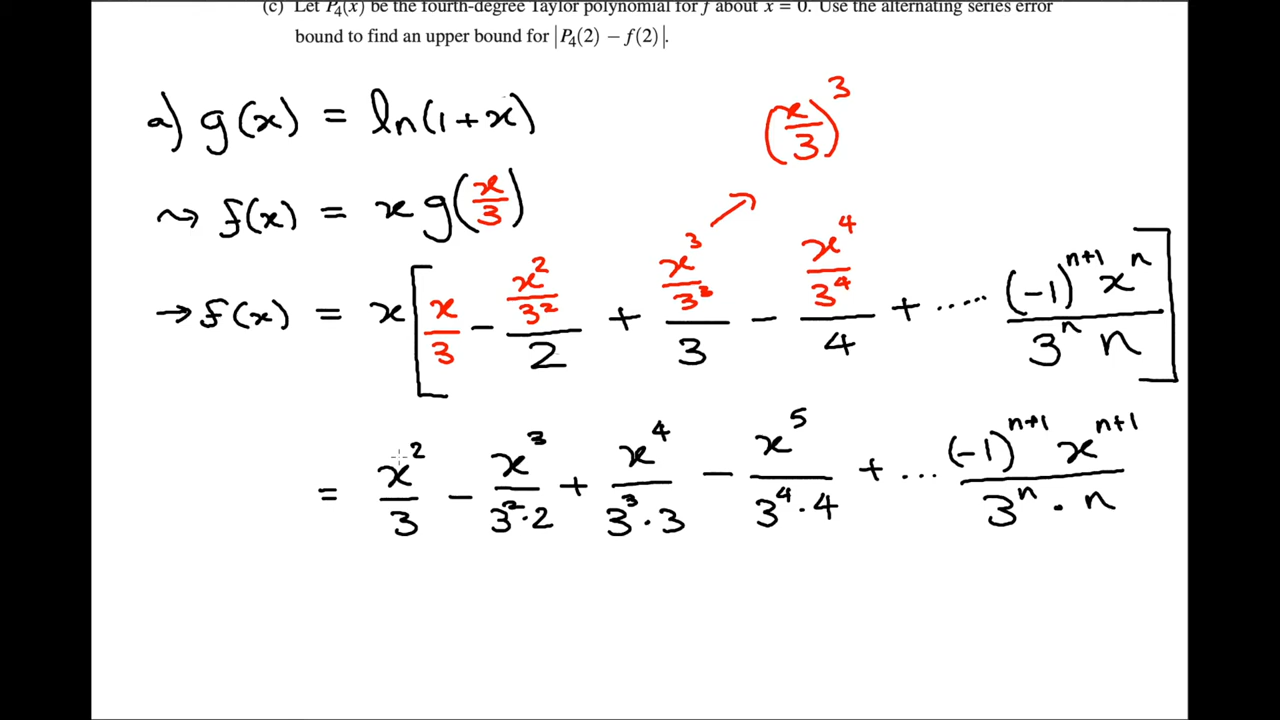 (c) Let P₄(x) be the fourth-degree Taylor polynomial for f about x = 0. Use the alternating series error
bound to find an upper bound for |P₄(2) − f(2)|.
a) g(x) = ln(1+x)
(x/3)^3
⇝ f(x) = x g(x/3)
→ f(x) = x[x/3 − (x^2/3^2)/2 + (x^3/3^3)/3 − (x^4/3^4)/4 + ..... (-1)^{n+1} x^n / 3^n n]
= x^2/3 − x^3/3^2·2 + x^4/3^3·3 − x^5/3^4·4 + ... (-1)^{n+1} x^{n+1} / 3^n · n